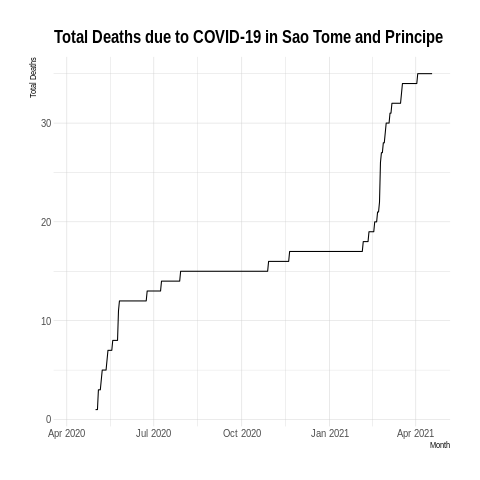 Total Deaths due to COVID-19 in Sao Tome and Principe
Total Deaths
30
20
10
0
Apr 2020 Jul 2020 Oct 2020 Jan 2021 Apr 2021
Month